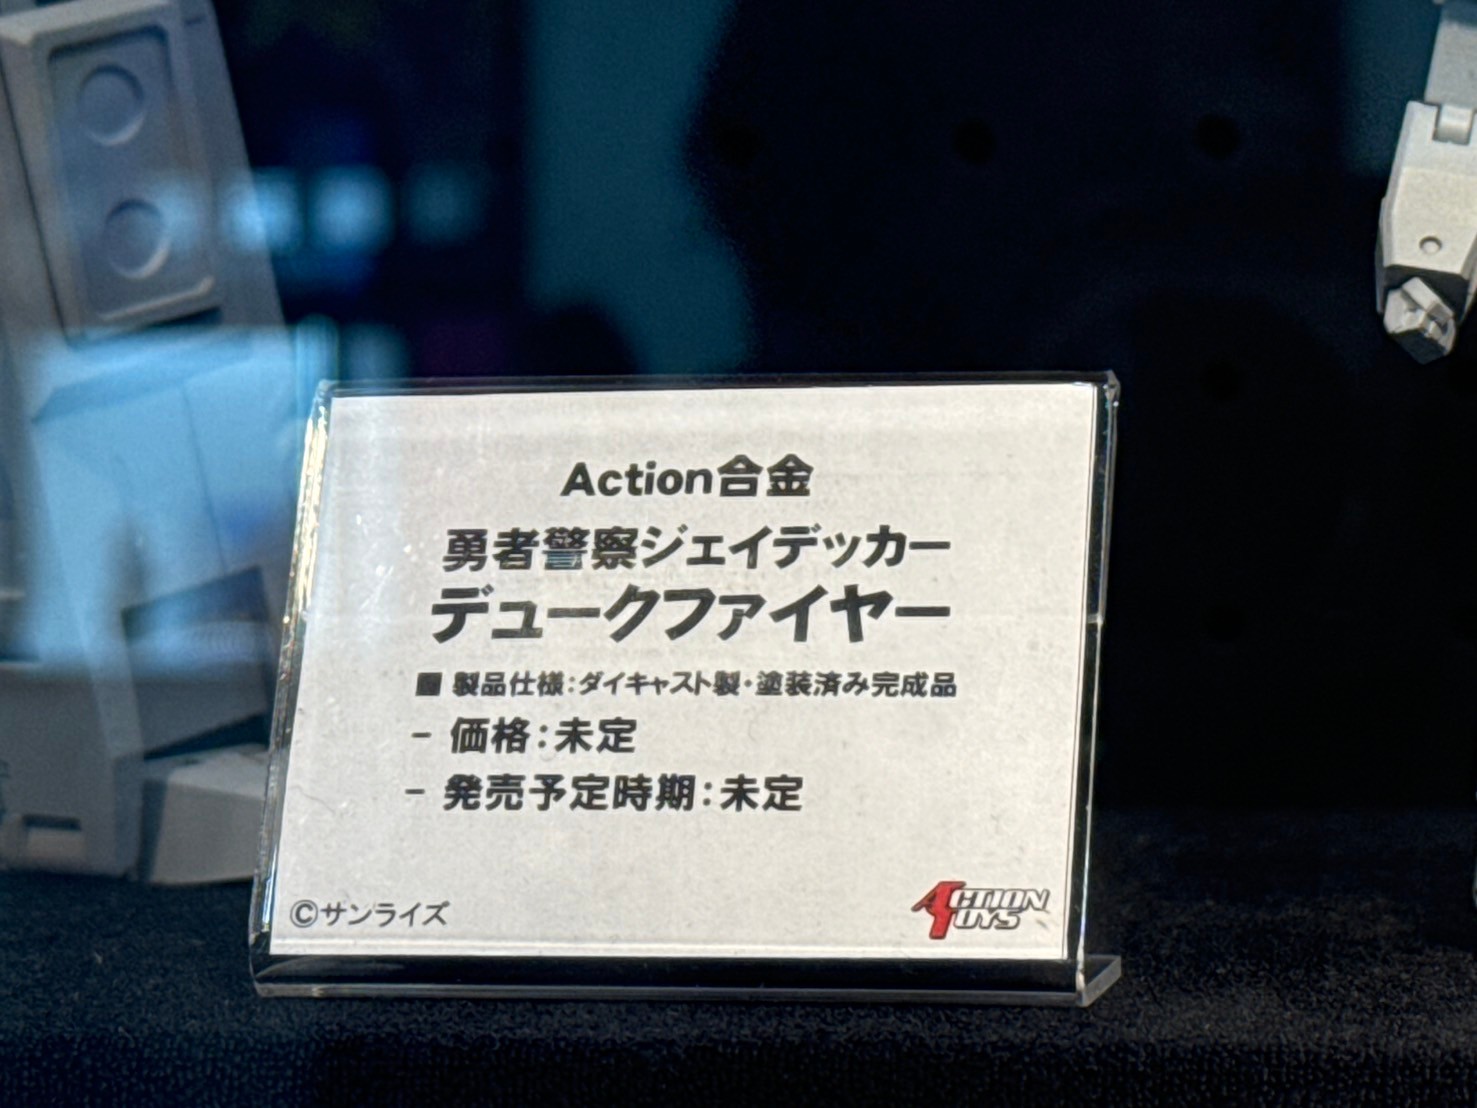 Action合金
勇者警察ジェイデッカー
デュークファイヤー
■ 製品仕様：ダイキャスト製・塗装済み完成品
- 価格：未定
- 発売予定時期：未定
©サンライズ
ACTION
TOYS